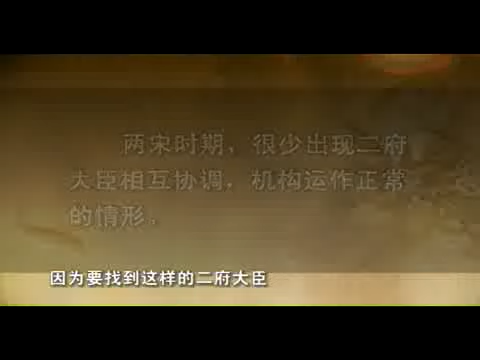 两宋时期，很少出现二府
大臣相互协调，机构运作正常
的情形。
因为要找到这样的二府大臣